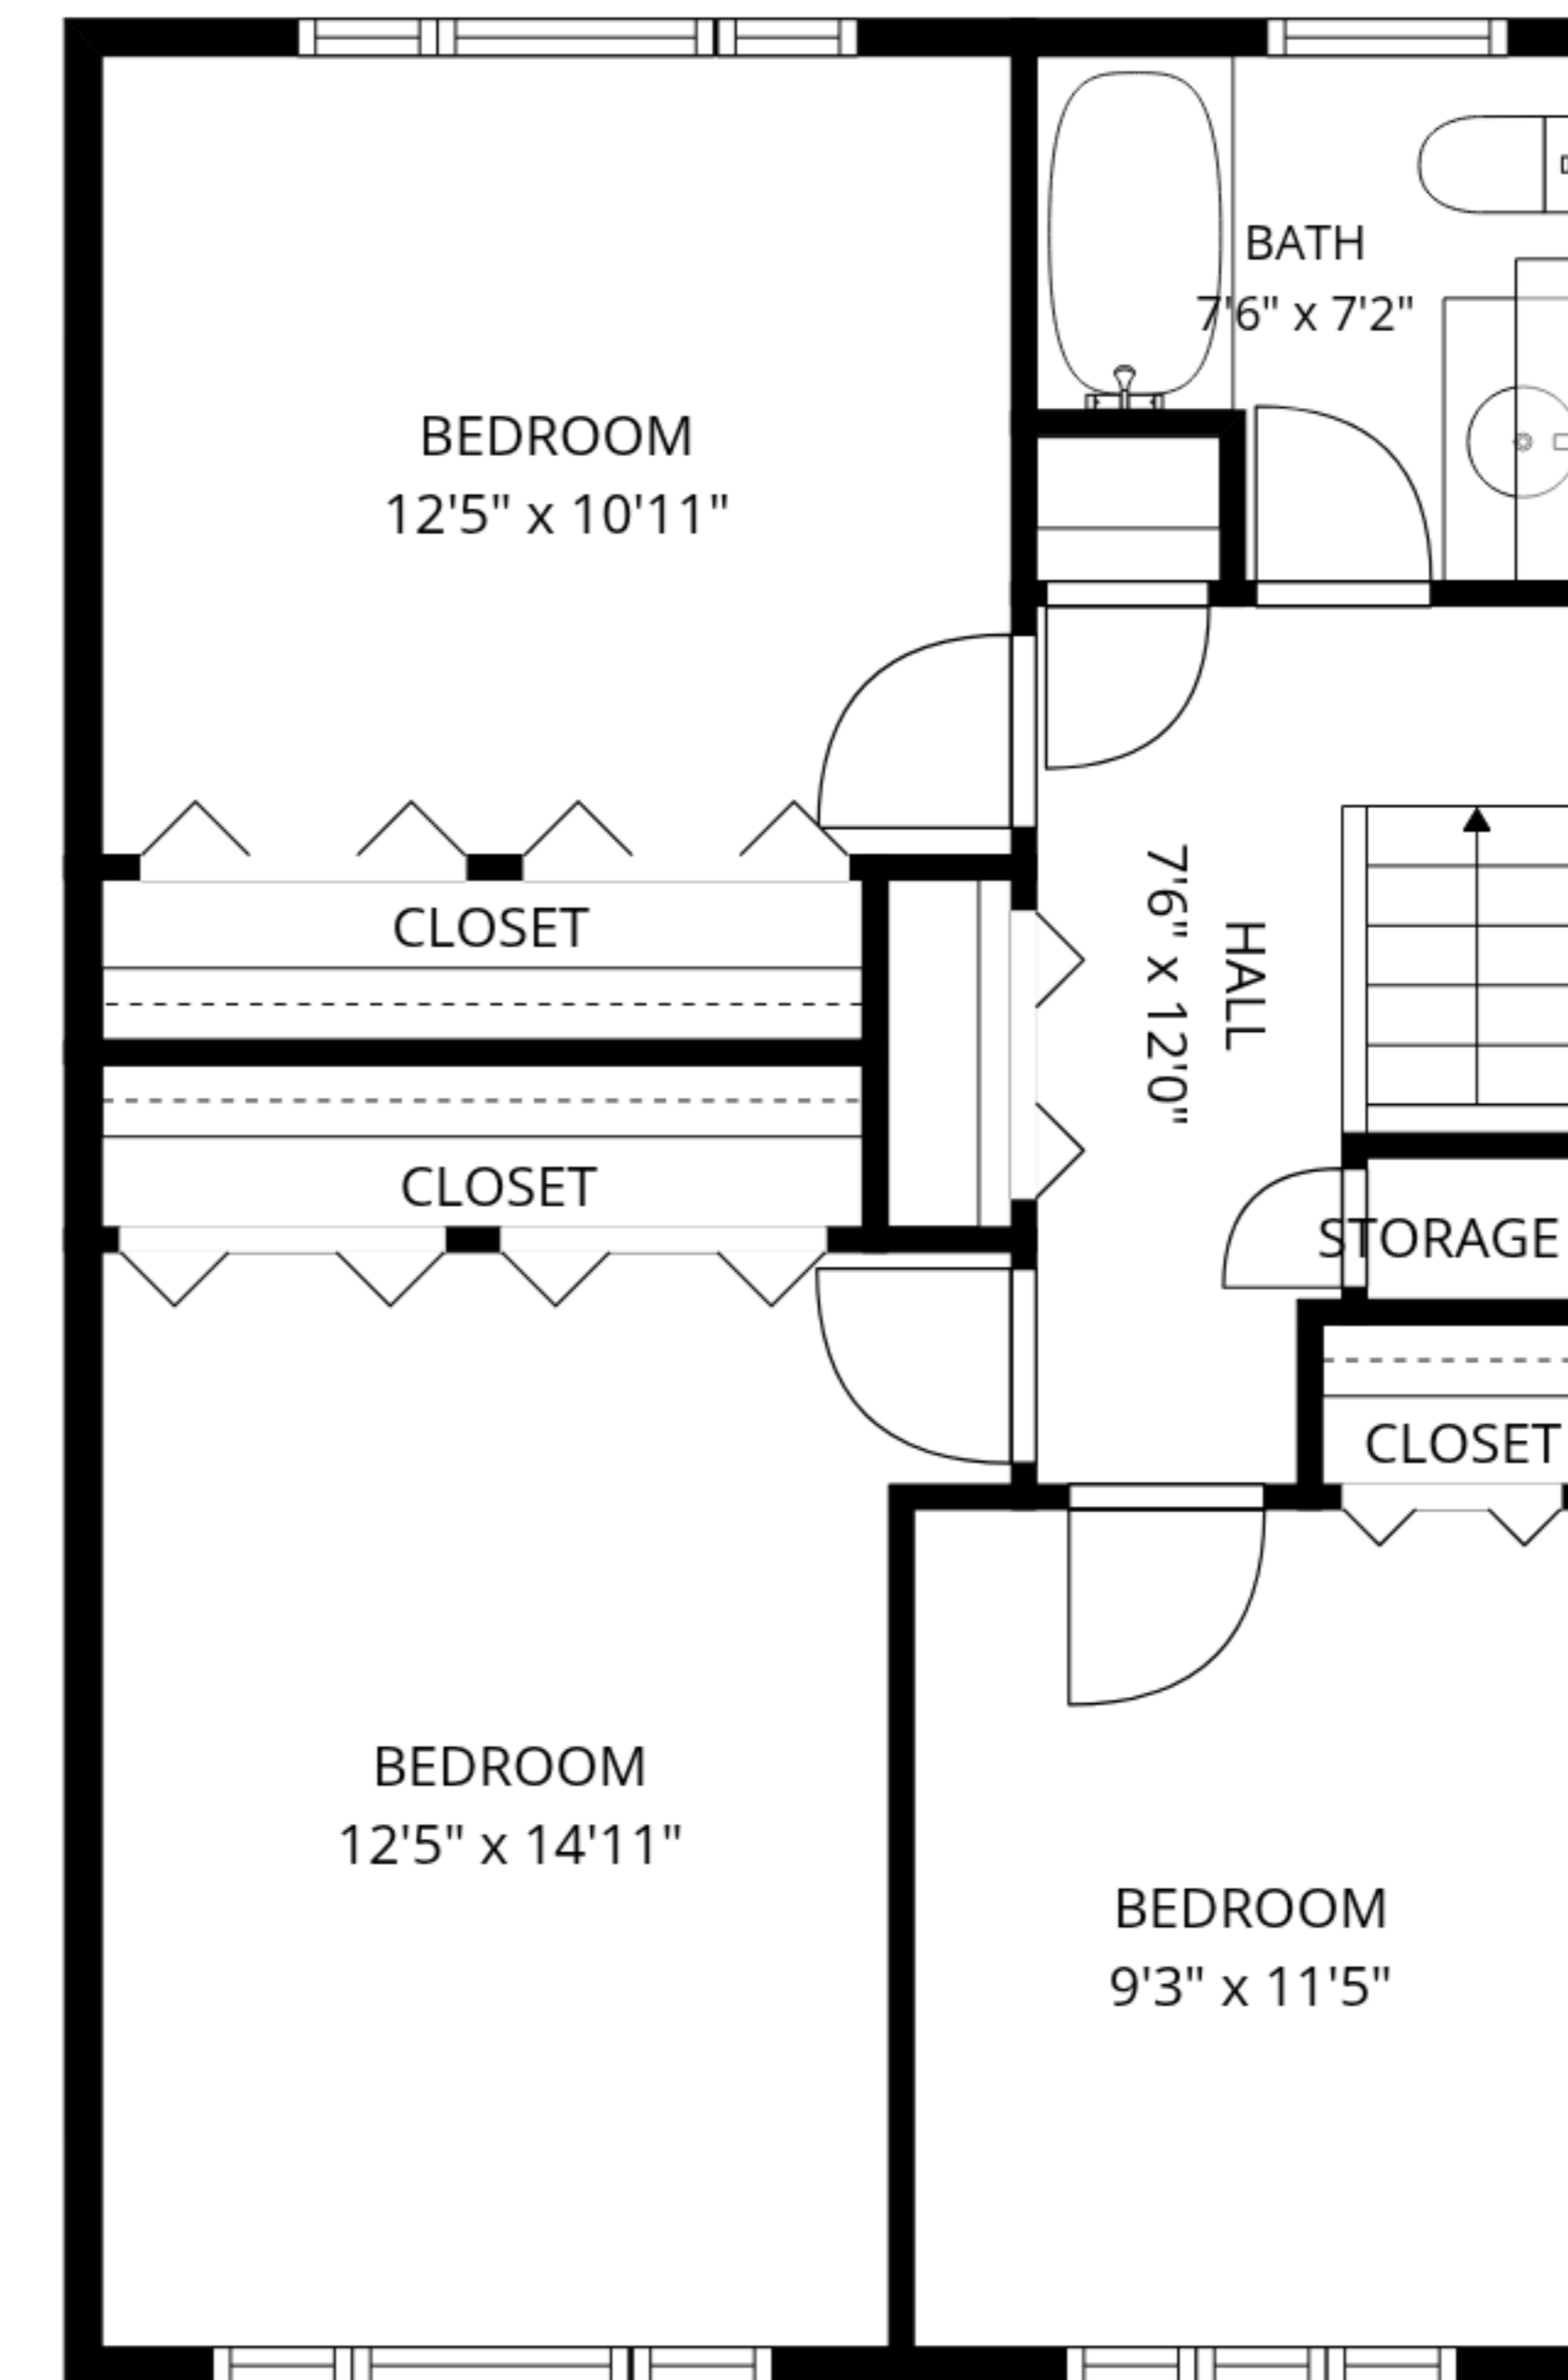 BATH
7'6" x 7'2"
BEDROOM
12'5" x 10'11"
CLOSET
HALL
7'6" x 12'0"
CLOSET
STORAGE
CLOSET
BEDROOM
12'5" x 14'11"
BEDROOM
9'3" x 11'5"